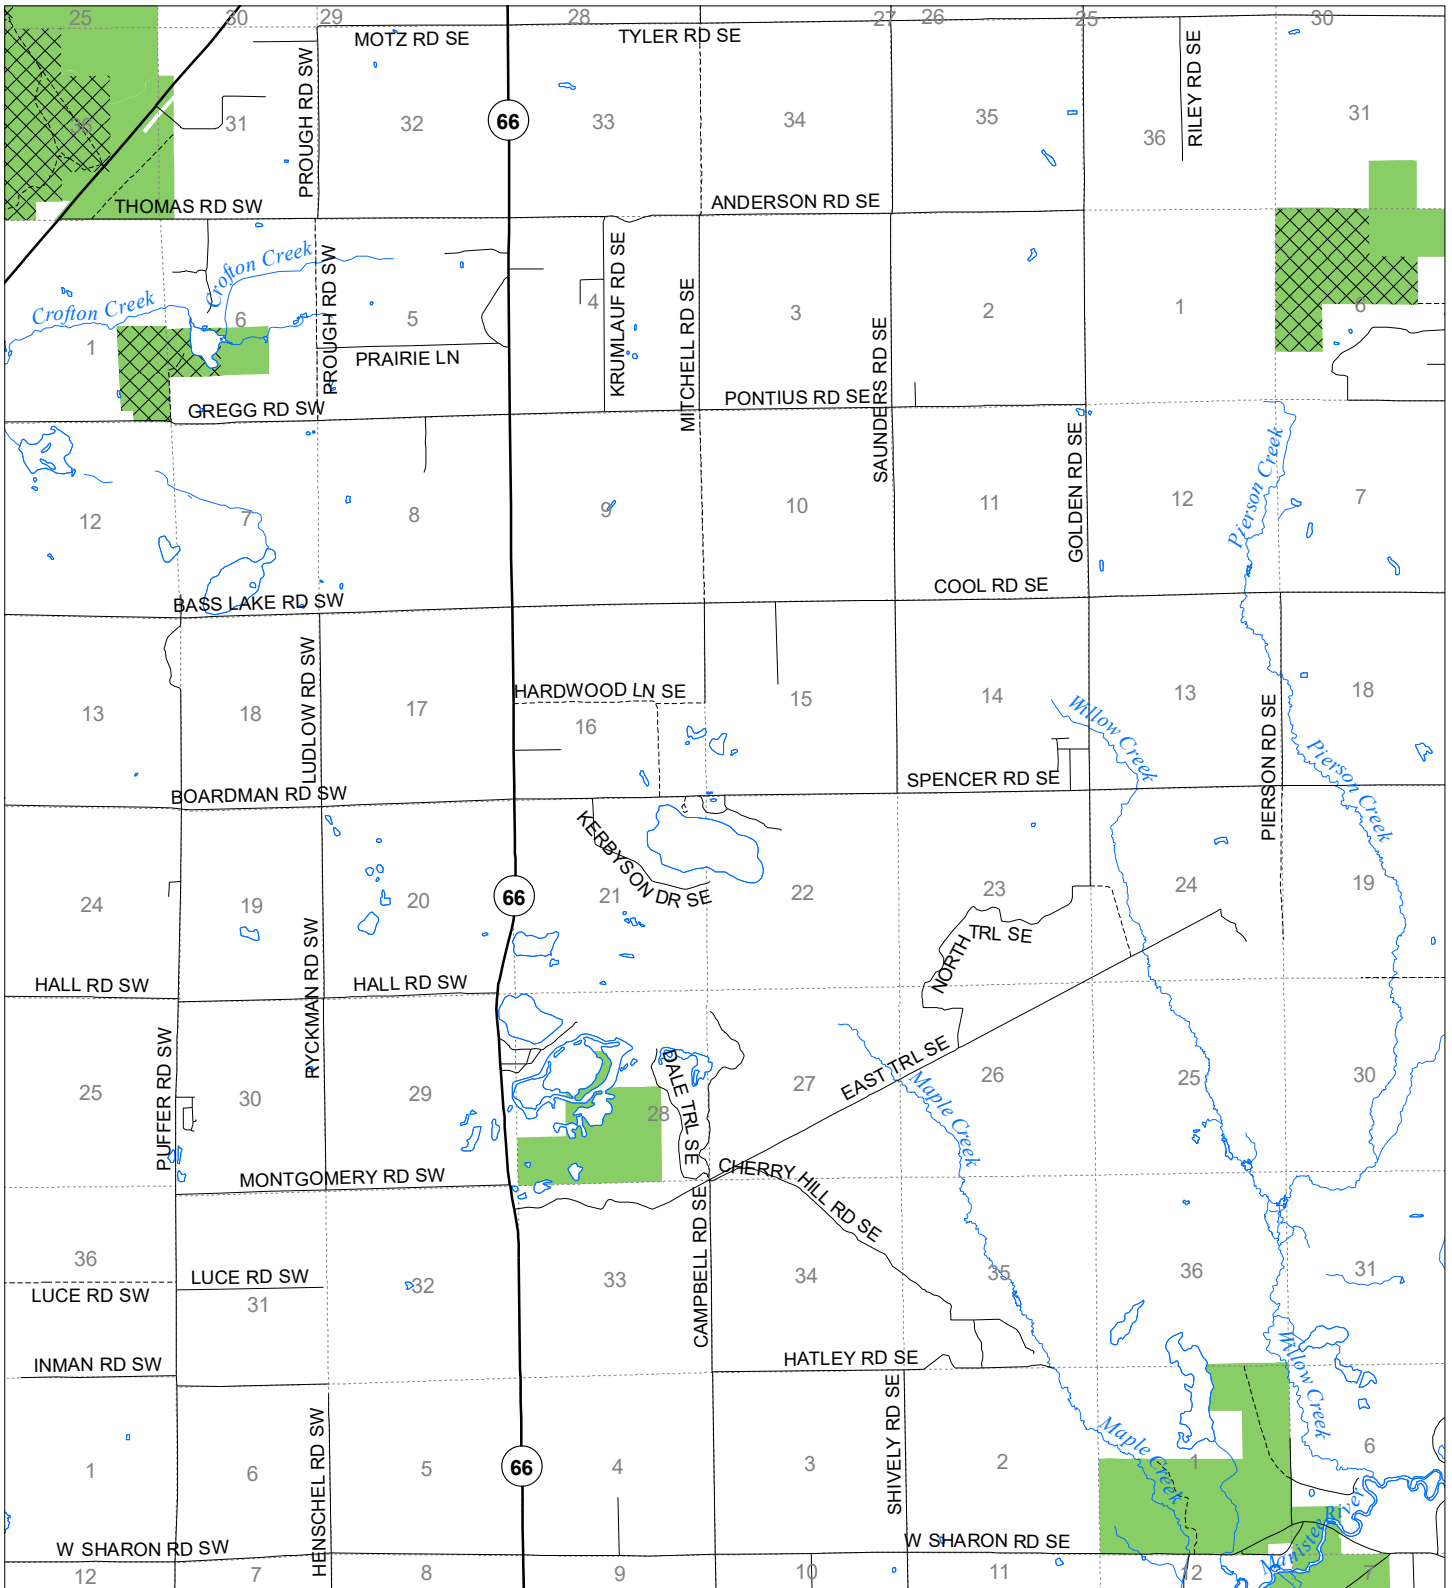 25
30
29
28
27
26
25
30
MOTZ RD SE
TYLER RD SE
PROUGH RD SW
RILEY RD SE
36
31
32
66
33
34
35
36
31
THOMAS RD SW
ANDERSON RD SE
Crofton Creek
Crofton Creek
PROUGH RD SW
KRUMLAUF RD SE
MITCHELL RD SE
SAUNDERS RD SE
1
6
5
4
3
2
1
6
PRAIRIE LN
GREGG RD SW
PONTIUS RD SE
GOLDEN RD SE
Pierson Creek
12
7
8
9
10
11
12
7
BASS LAKE RD SW
COOL RD SE
LUDLOW RD SW
HARDWOOD LN SE
13
18
17
16
15
14
13
18
Willow Creek
PIERSON RD SE
Pierson Creek
BOARDMAN RD SW
SPENCER RD SE
KERBYSON DR SE
24
19
20
66
21
22
23
24
19
NORTH TRL SE
RYCKMAN RD SW
HALL RD SW
HALL RD SW
PUFFER RD SW
DALE TRL SE
EAST TRL SE
Maple Creek
25
30
29
28
27
26
25
30
MONTGOMERY RD SW
CHERRY HILL RD SE
CAMPBELL RD SE
36
31
32
33
34
35
36
31
LUCE RD SW
LUCE RD SW
INMAN RD SW
HATLEY RD SE
Willow Creek
HENSCHEL RD SW
SHIVELY RD SE
Maple Creek
1
6
5
66
4
3
2
1
6
Manistee River
W SHARON RD SW
W SHARON RD SE
12
7
8
9
10
11
12
7